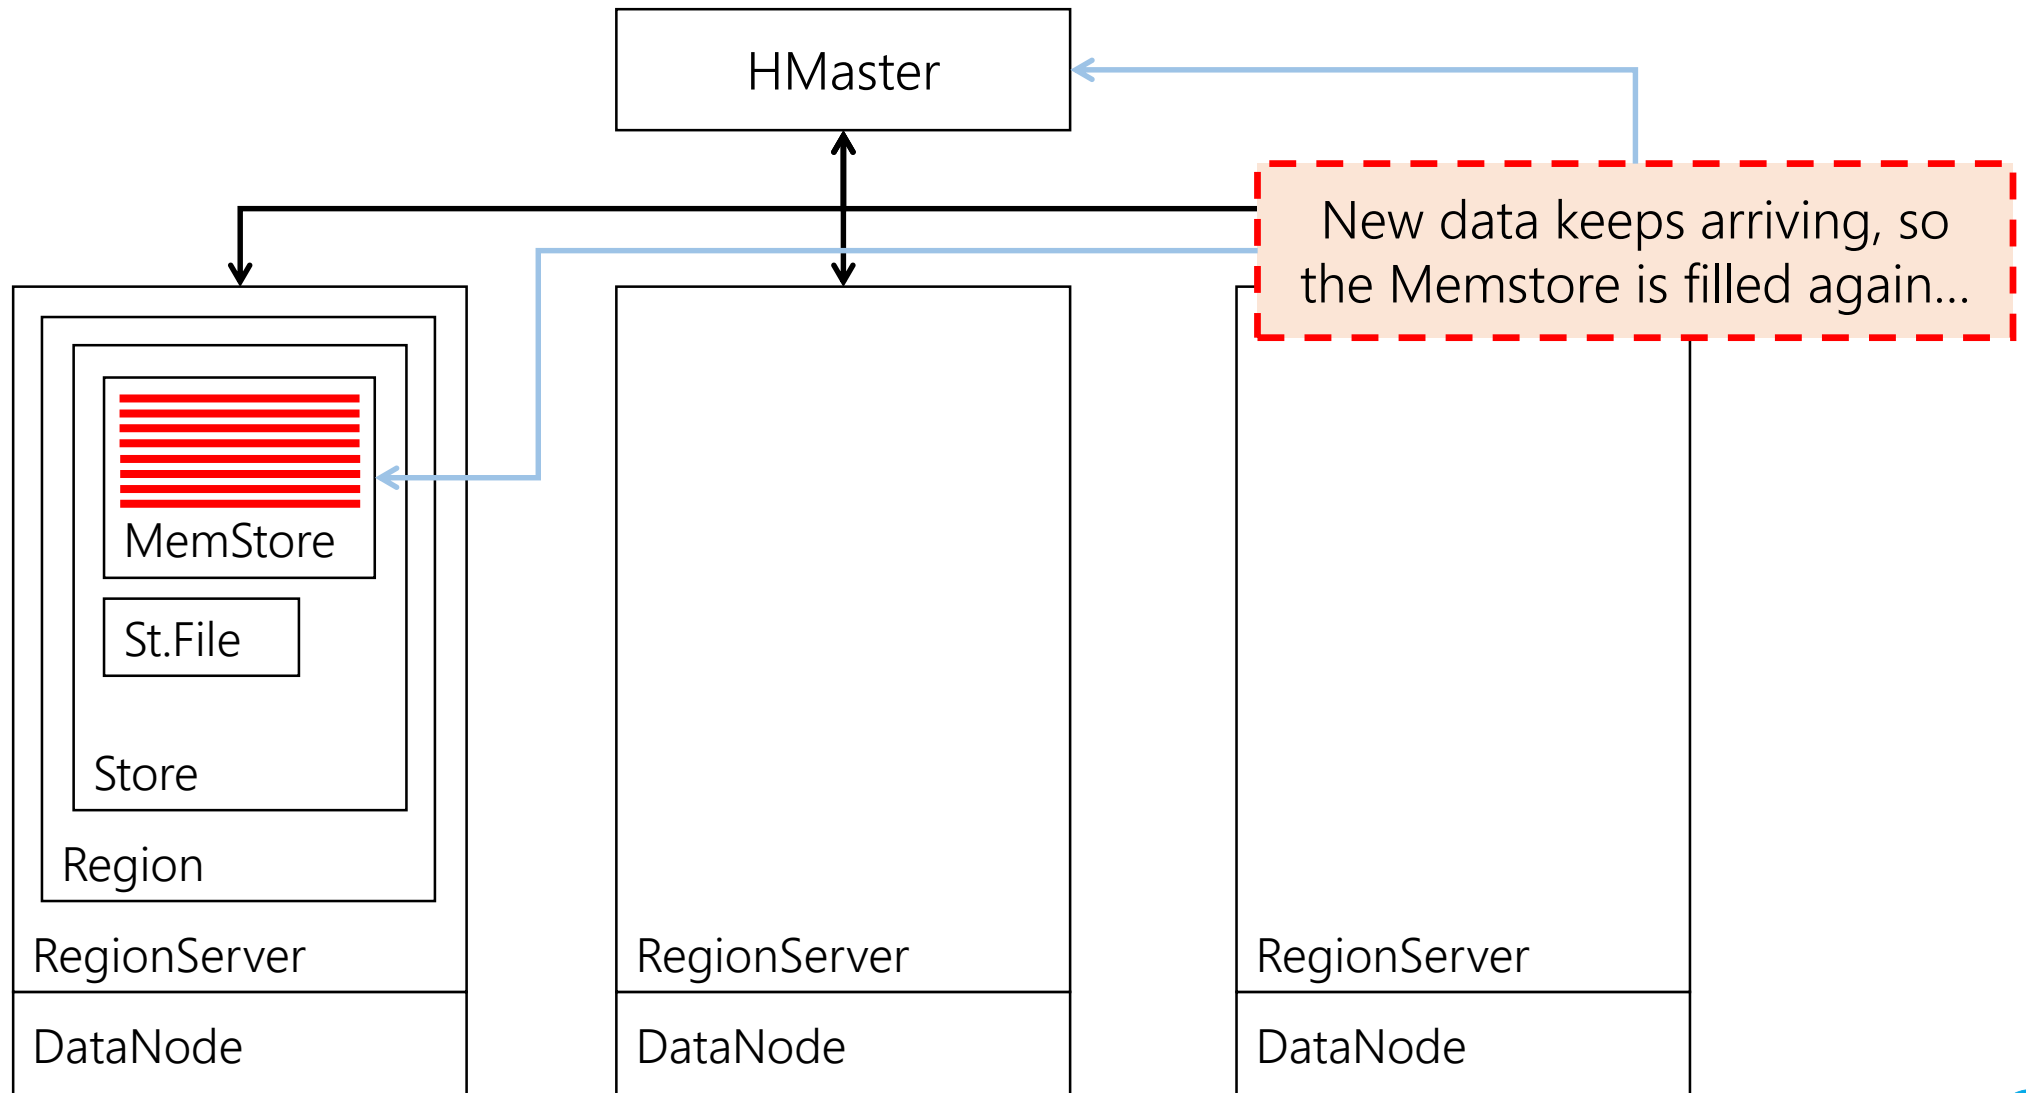 HMaster
New data keeps arriving, so
the Memstore is filled again...
MemStore
St.File
Store
Region
RegionServer
DataNode
RegionServer
DataNode
RegionServer
DataNode